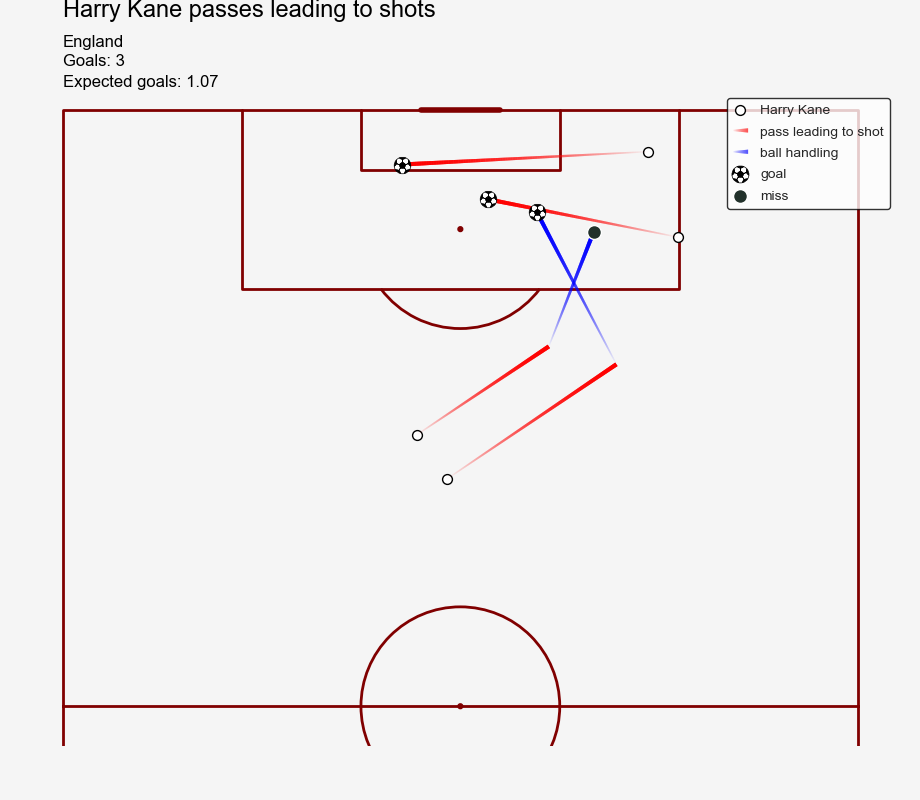 Harry Kane passes leading to shots
England
Goals: 3
Expected goals: 1.07
Harry Kane
pass leading to shot
ball handling
goal
miss